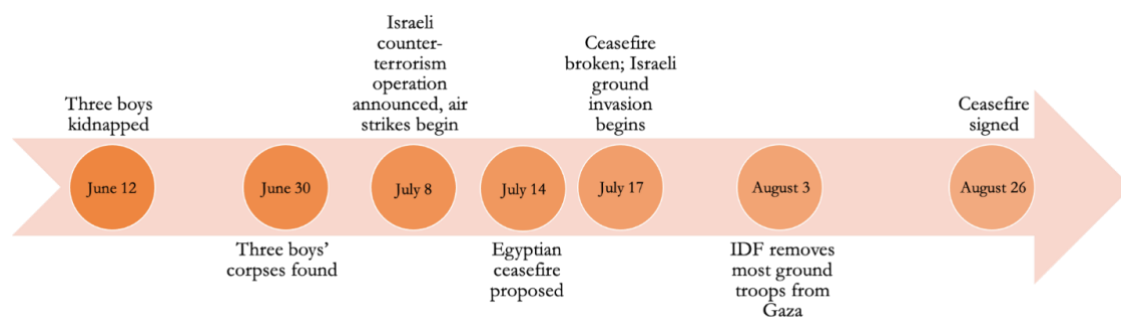 Three boys
kidnapped
June 12
June 30
Three boys’
corpses found
Israeli
counter-
terrorism
operation
announced, air
strikes begin
July 8
July 14
Egyptian
ceasefire
proposed
Ceasefire
broken; Israeli
ground
invasion
begins
July 17
August 3
IDF removes
most ground
troops from
Gaza
Ceasefire
signed
August 26